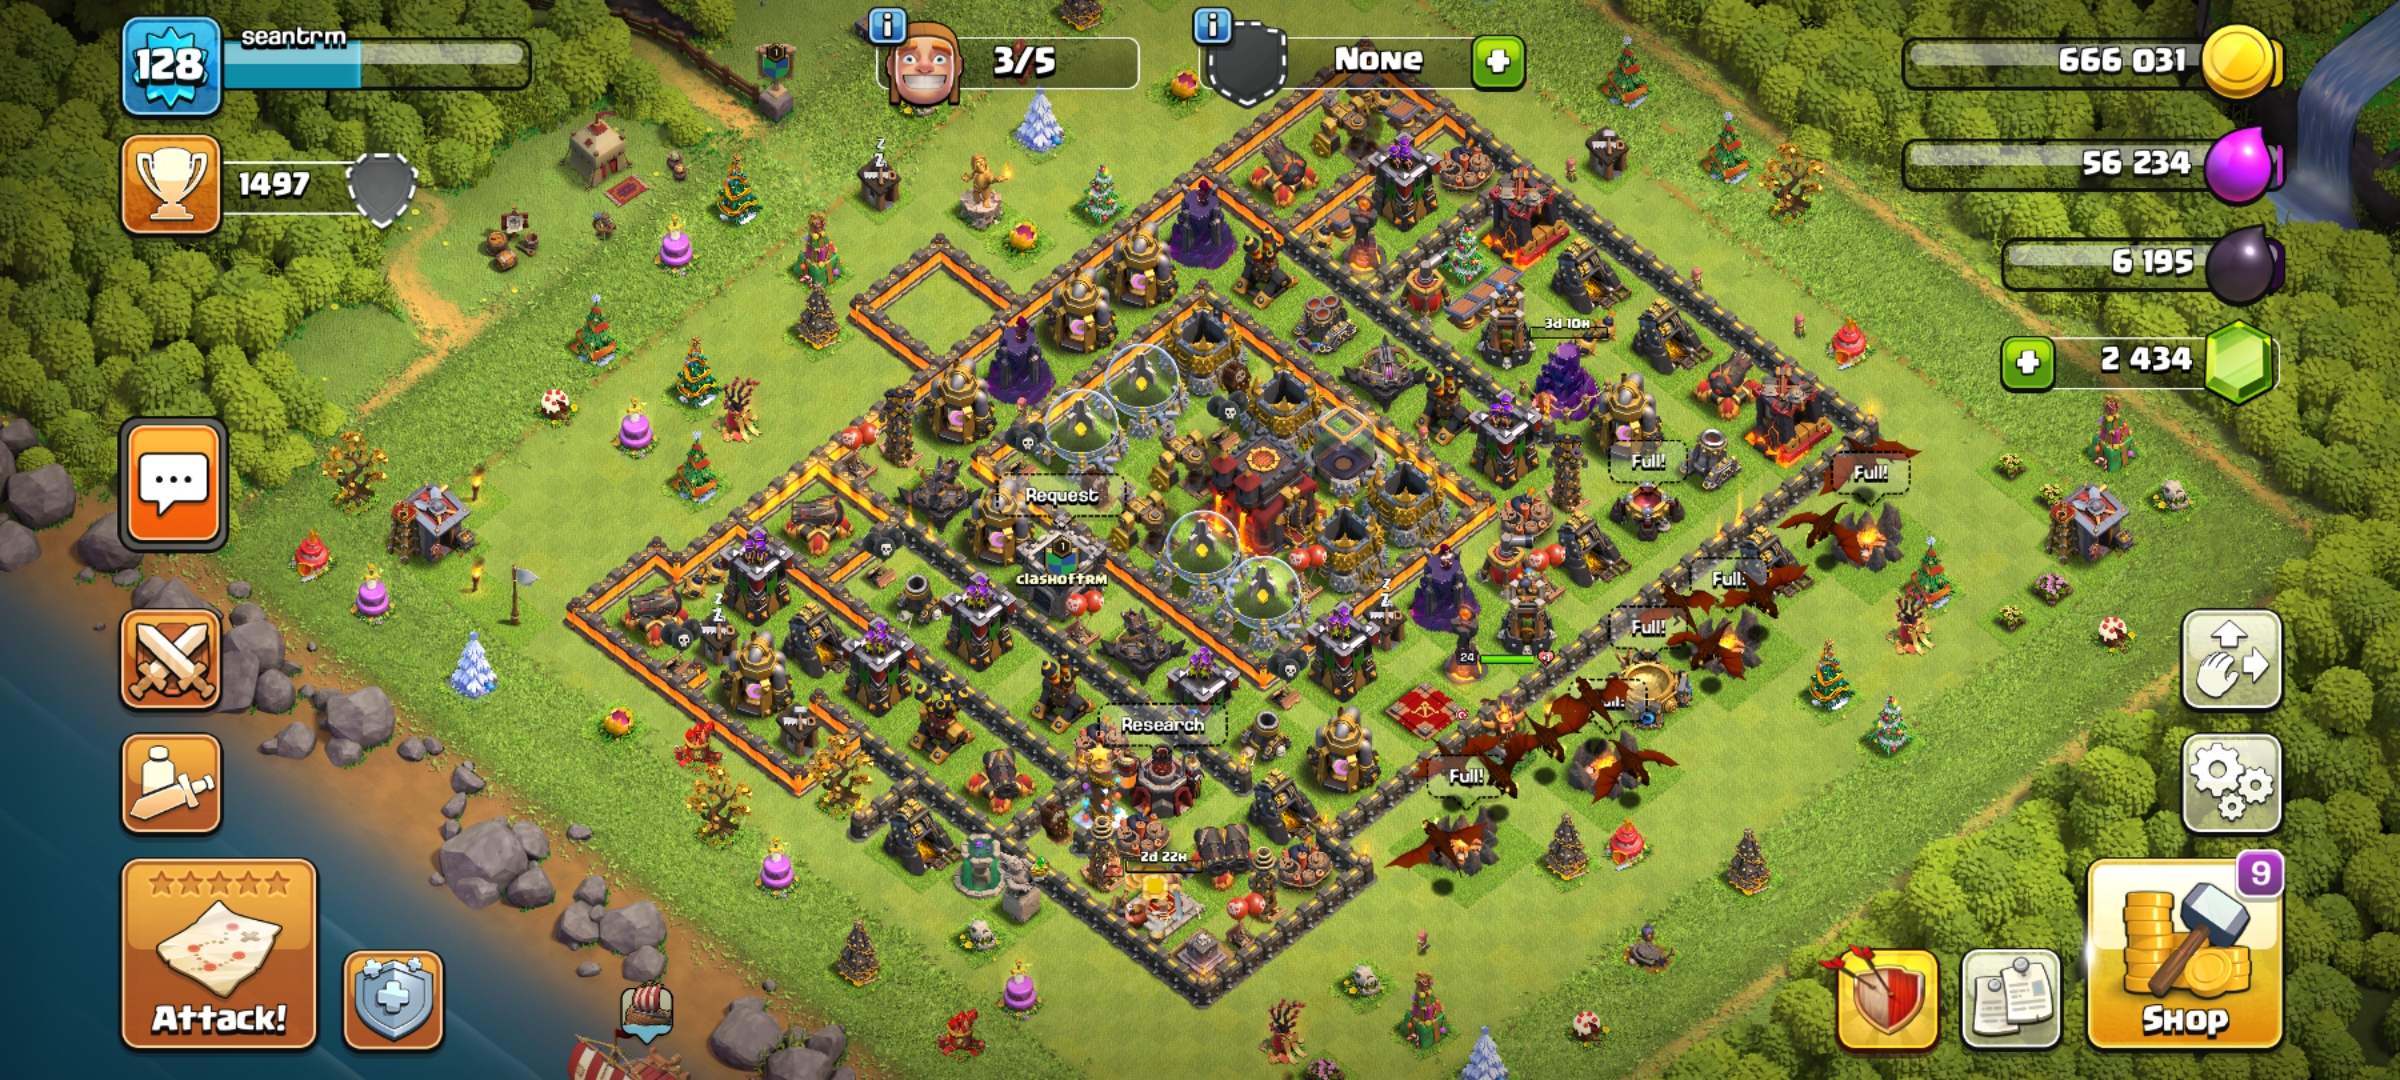 128
seantrm
3/5
None
666 031
1497
56 234
6 195
2 434
3d 10h
Full!
Full!
Request
clashoftrm
Full!
Full!
24
Research
Full!
2d 22h
9
Attack!
Shop